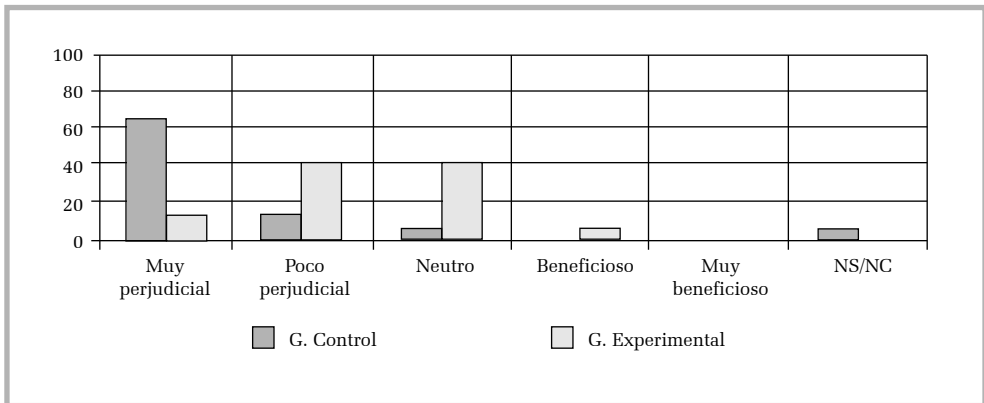 100
80
60
40
20
0
Muy perjudicial
Poco perjudicial
Neutro
Beneficioso
Muy beneficioso
NS/NC
G. Control
G. Experimental